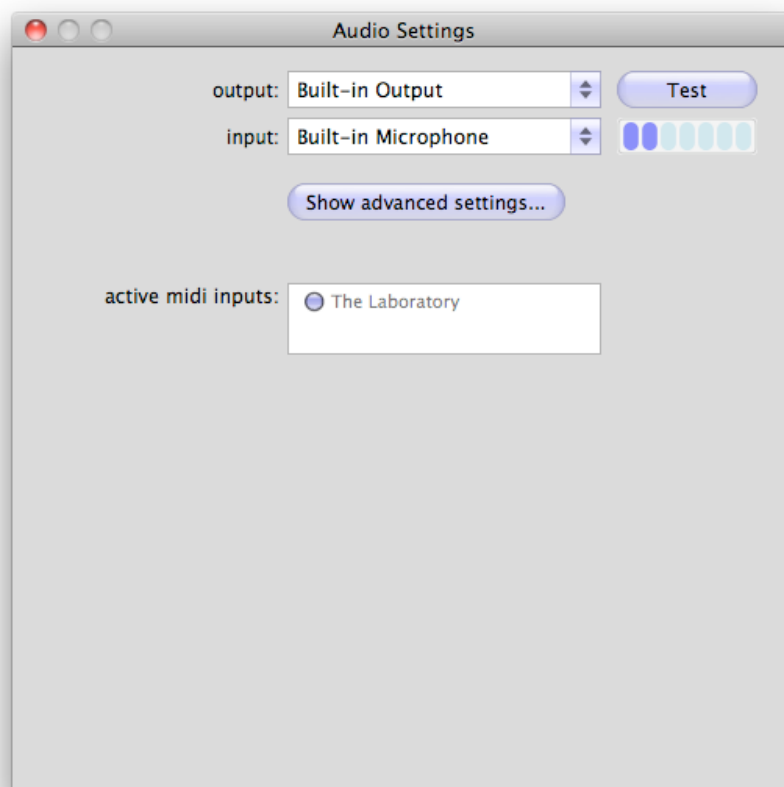 Audio Settings
output: Built-in Output Test
input: Built-in Microphone
Show advanced settings...
active midi inputs: The Laboratory